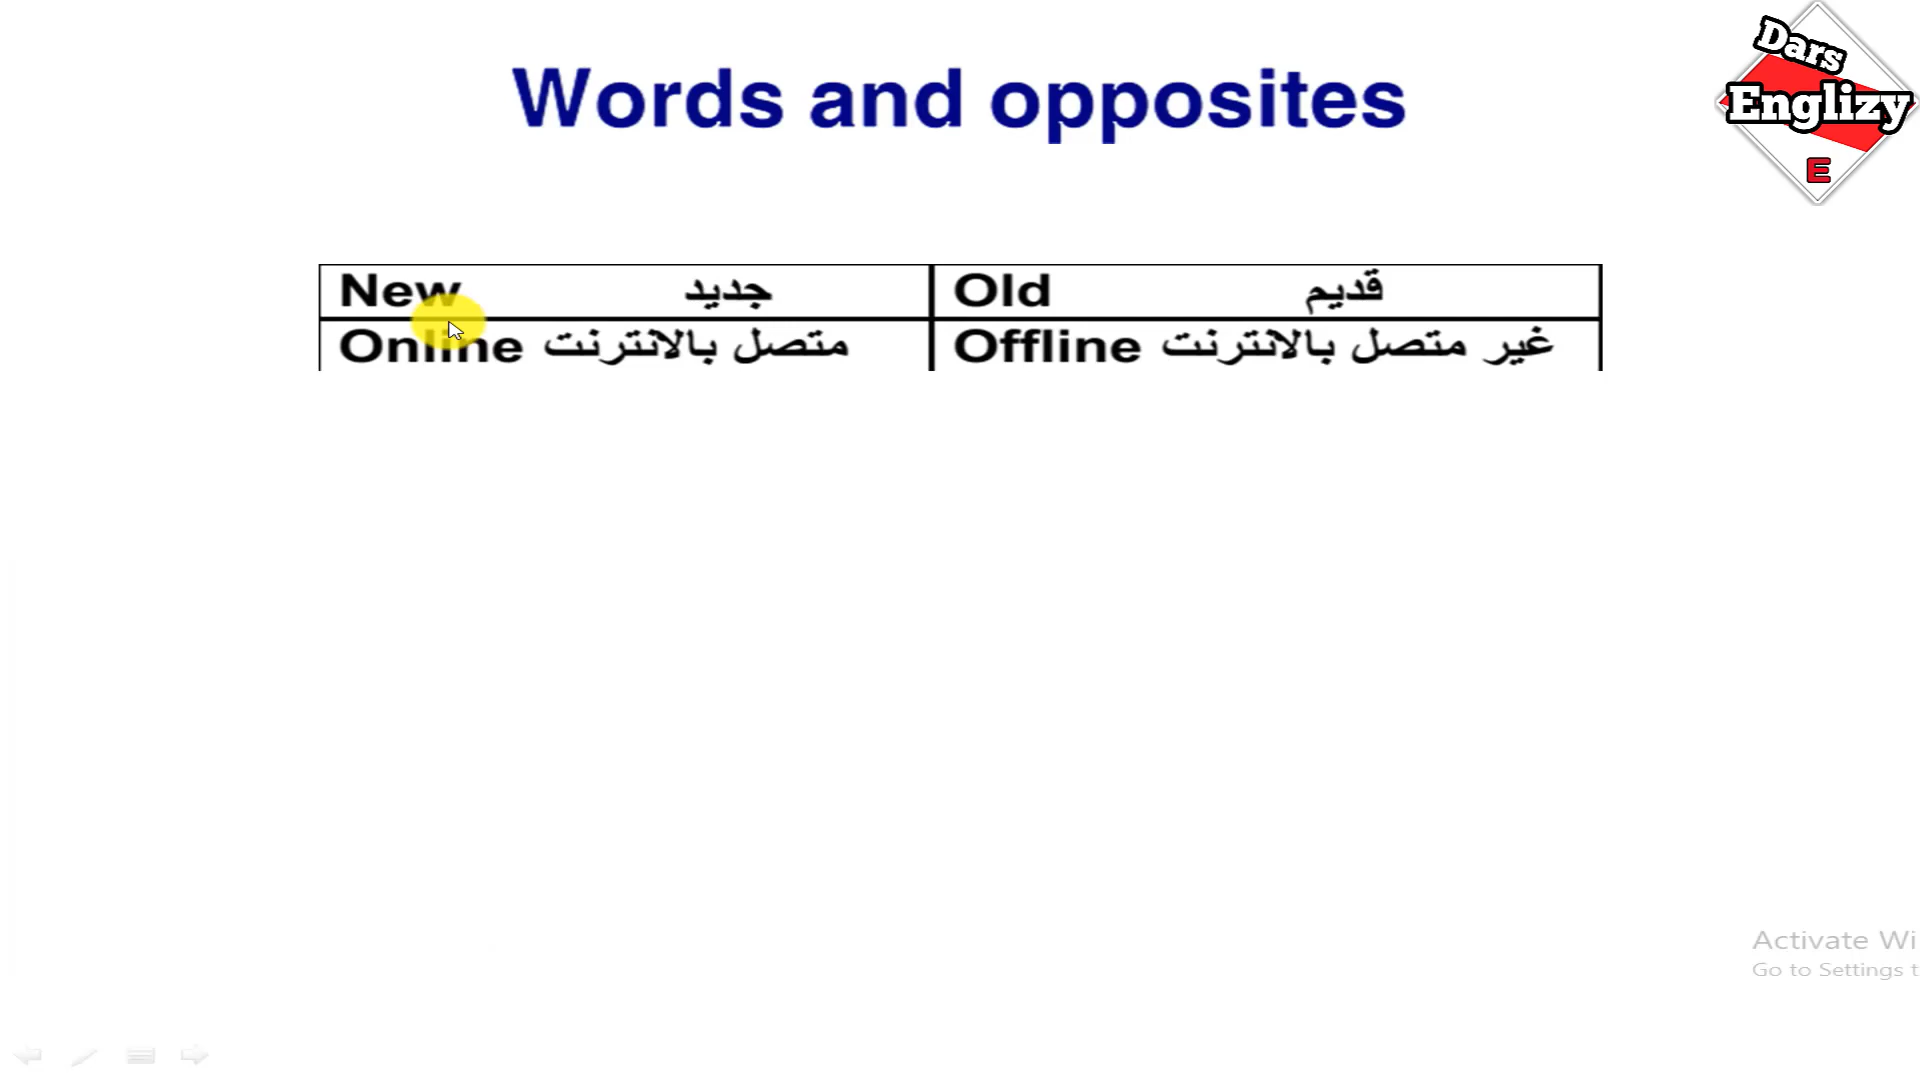 Words and opposites
Dars
Englizy
E
New جديد Old قديم
Online متصل بالانترنت Offline غير متصل بالانترنت
Activate Wi
Go to Settings t